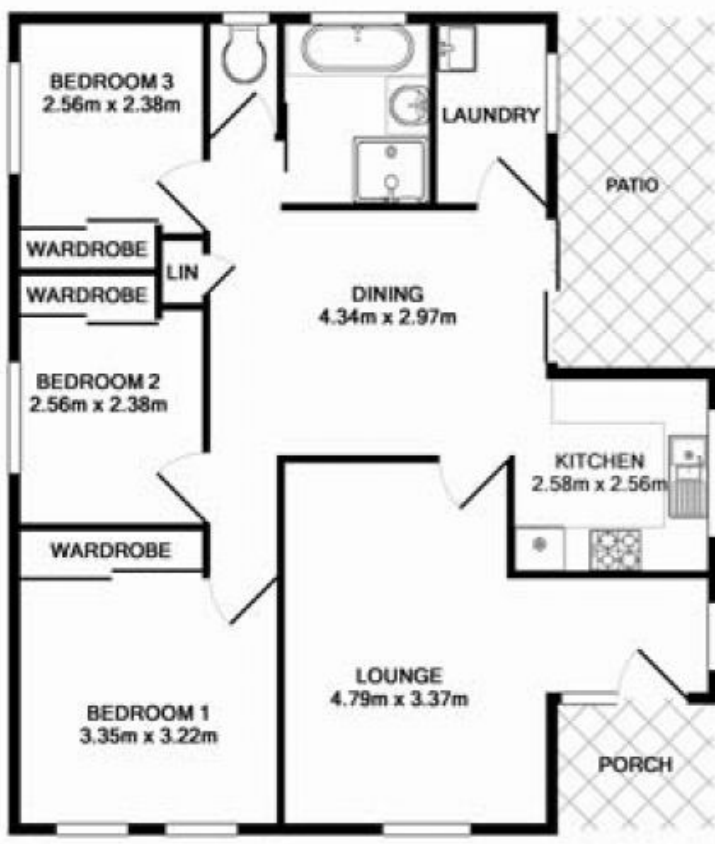 BEDROOM 3
2.56m x 2.38m
LAUNDRY
PATIO
WARDROBE
LIN
WARDROBE
DINING
4.34m x 2.97m
BEDROOM 2
2.56m x 2.38m
KITCHEN
2.58m x 2.56m
WARDROBE
LOUNGE
4.79m x 3.37m
BEDROOM 1
3.35m x 3.22m
PORCH